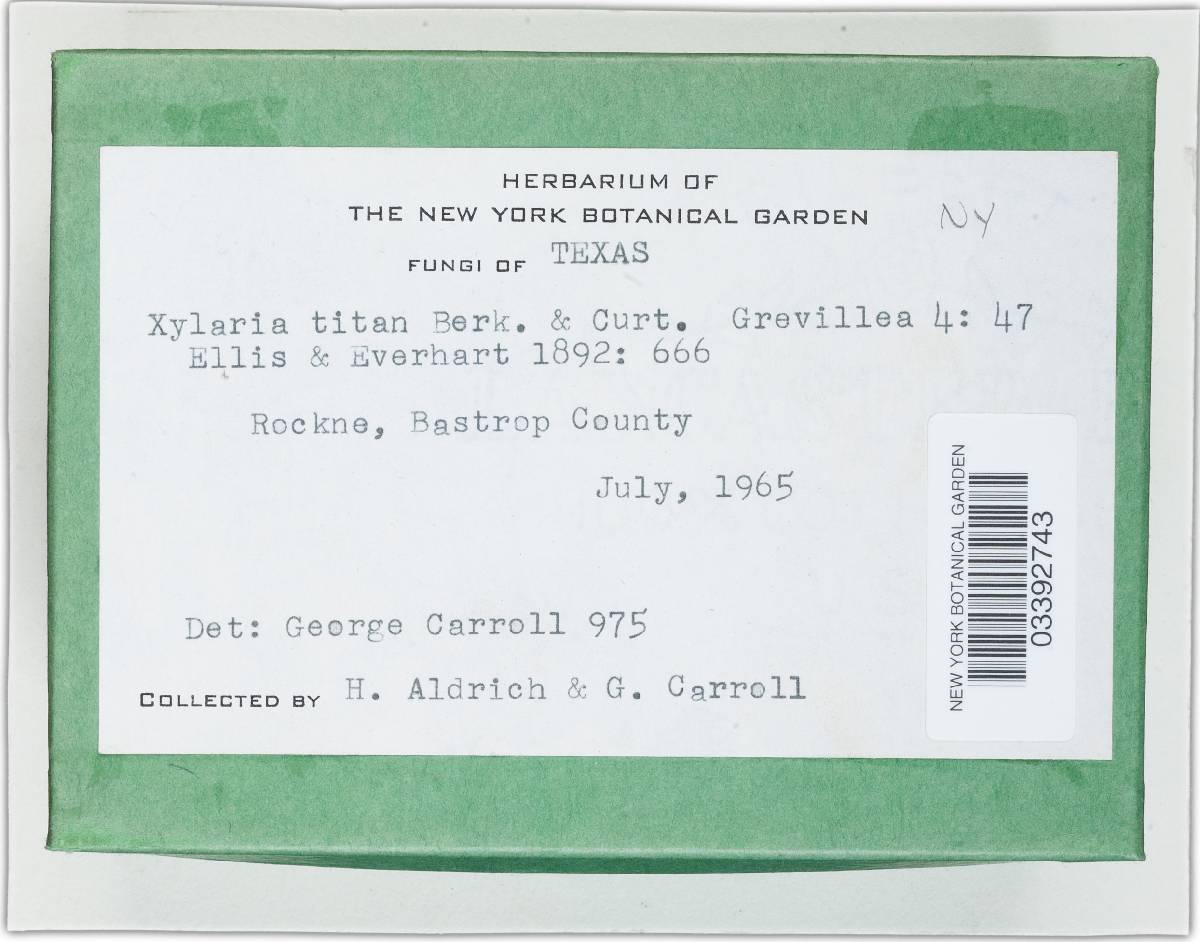 HERBARIUM OF
THE NEW YORK BOTANICAL GARDEN
NY
FUNGI OF TEXAS
Xylaria titan Berk. & Curt. Grevillea 4: 47
Ellis & Everhart 1892: 666
Rockne, Bastrop County
July, 1965
Det: George Carroll 975
COLLECTED BY H. Aldrich & G. Carroll
NEW YORK BOTANICAL GARDEN
03392743